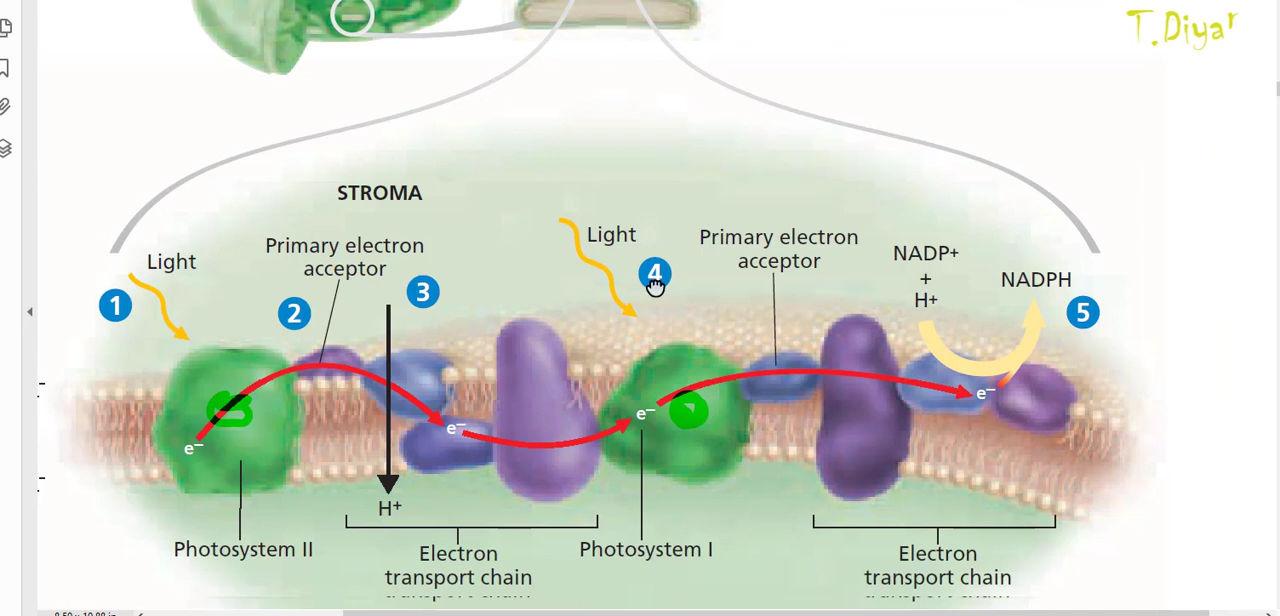 T.Diyar
STROMA
Light
Primary electron
acceptor
Light
Primary electron
acceptor
NADP+
+
H+
NADPH
1
2
3
4
5
e−
e−
e−
e−
H+
Photosystem II
Electron
transport chain
Photosystem I
Electron
transport chain